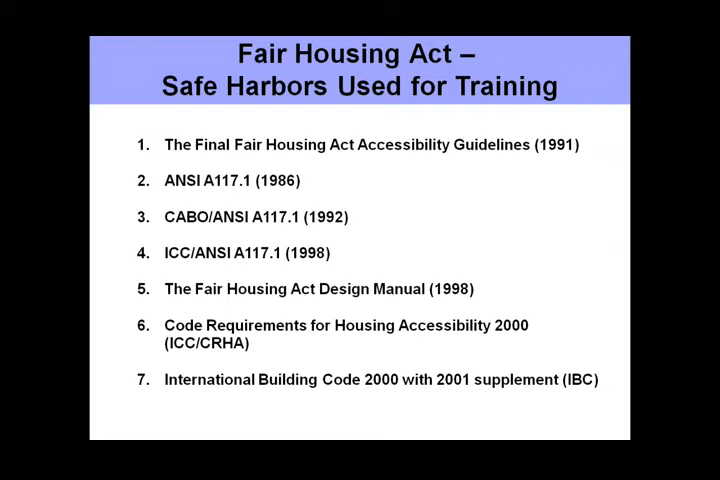 Fair Housing Act –
Safe Harbors Used for Training
1. The Final Fair Housing Act Accessibility Guidelines (1991)
2. ANSI A117.1 (1986)
3. CABO/ANSI A117.1 (1992)
4. ICC/ANSI A117.1 (1998)
5. The Fair Housing Act Design Manual (1998)
6. Code Requirements for Housing Accessibility 2000
(ICC/CRHA)
7. International Building Code 2000 with 2001 supplement (IBC)